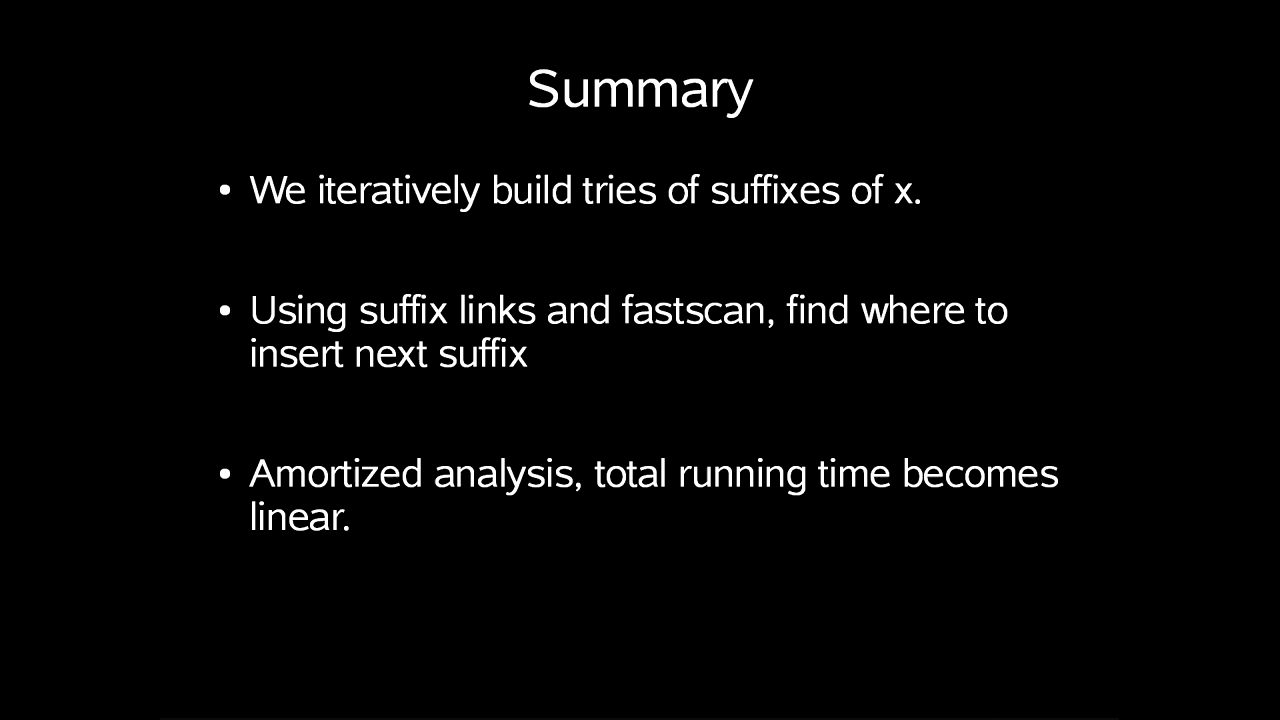 Summary
• We iteratively build tries of suffixes of x.
• Using suffix links and fastscan, find where to
insert next suffix
• Amortized analysis, total running time becomes
linear.